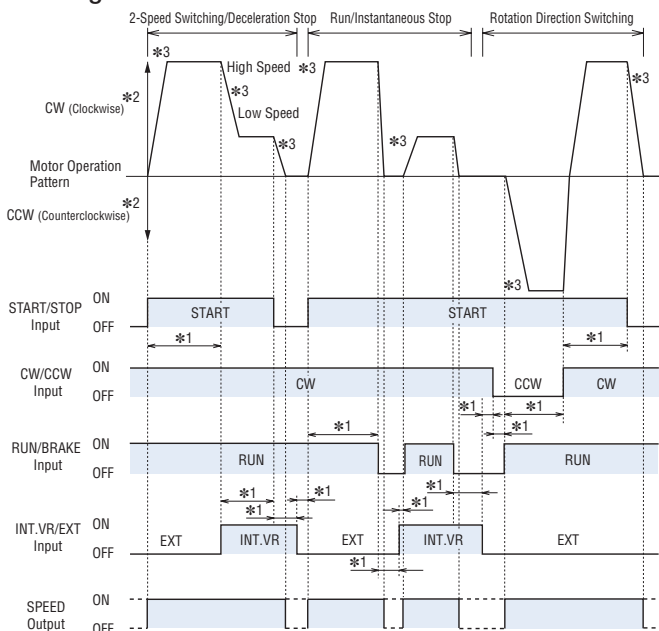 2-Speed Switching/Deceleration Stop Run/Instantaneous Stop Rotation Direction Switching
*3 High Speed *3 *3
CW (Clockwise) *2 *3
Low Speed
*3 *3 *3
Motor Operation
Pattern
CCW (Counterclockwise) *2
*3
START/STOP
Input
ON
OFF
START START
*1 *1
CW/CCW
Input
ON
OFF
CW CCW CW
*1 *1
*1 *1
RUN/BRAKE
Input
ON
OFF
RUN RUN RUN
*1 *1 *1
*1
INT.VR/EXT
Input
ON
OFF
EXT INT.VR EXT INT.VR EXT
*1
SPEED
Output
ON
OFF